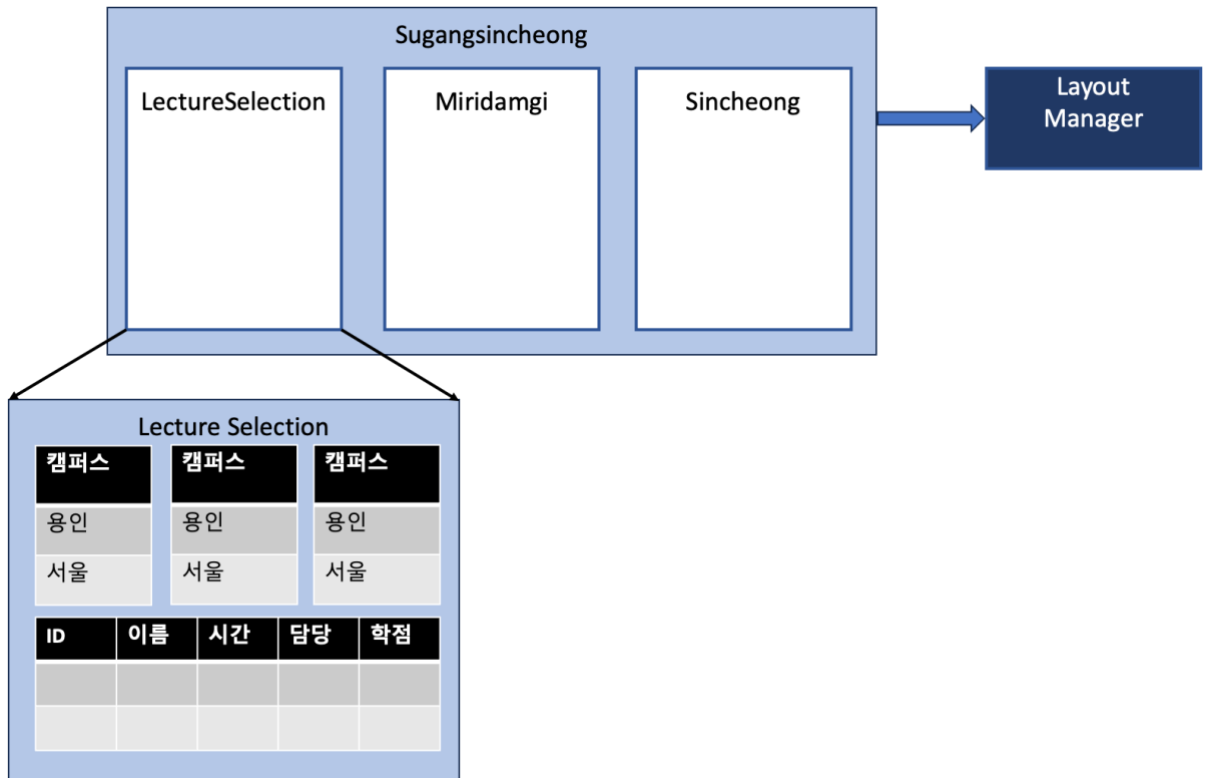 Sugangsincheong
LectureSelection
Miridamgi
Sincheong
Layout
Manager
Lecture Selection
캠퍼스 캠퍼스 캠퍼스
용인 용인 용인
서울 서울 서울
ID 이름 시간 담당 학점